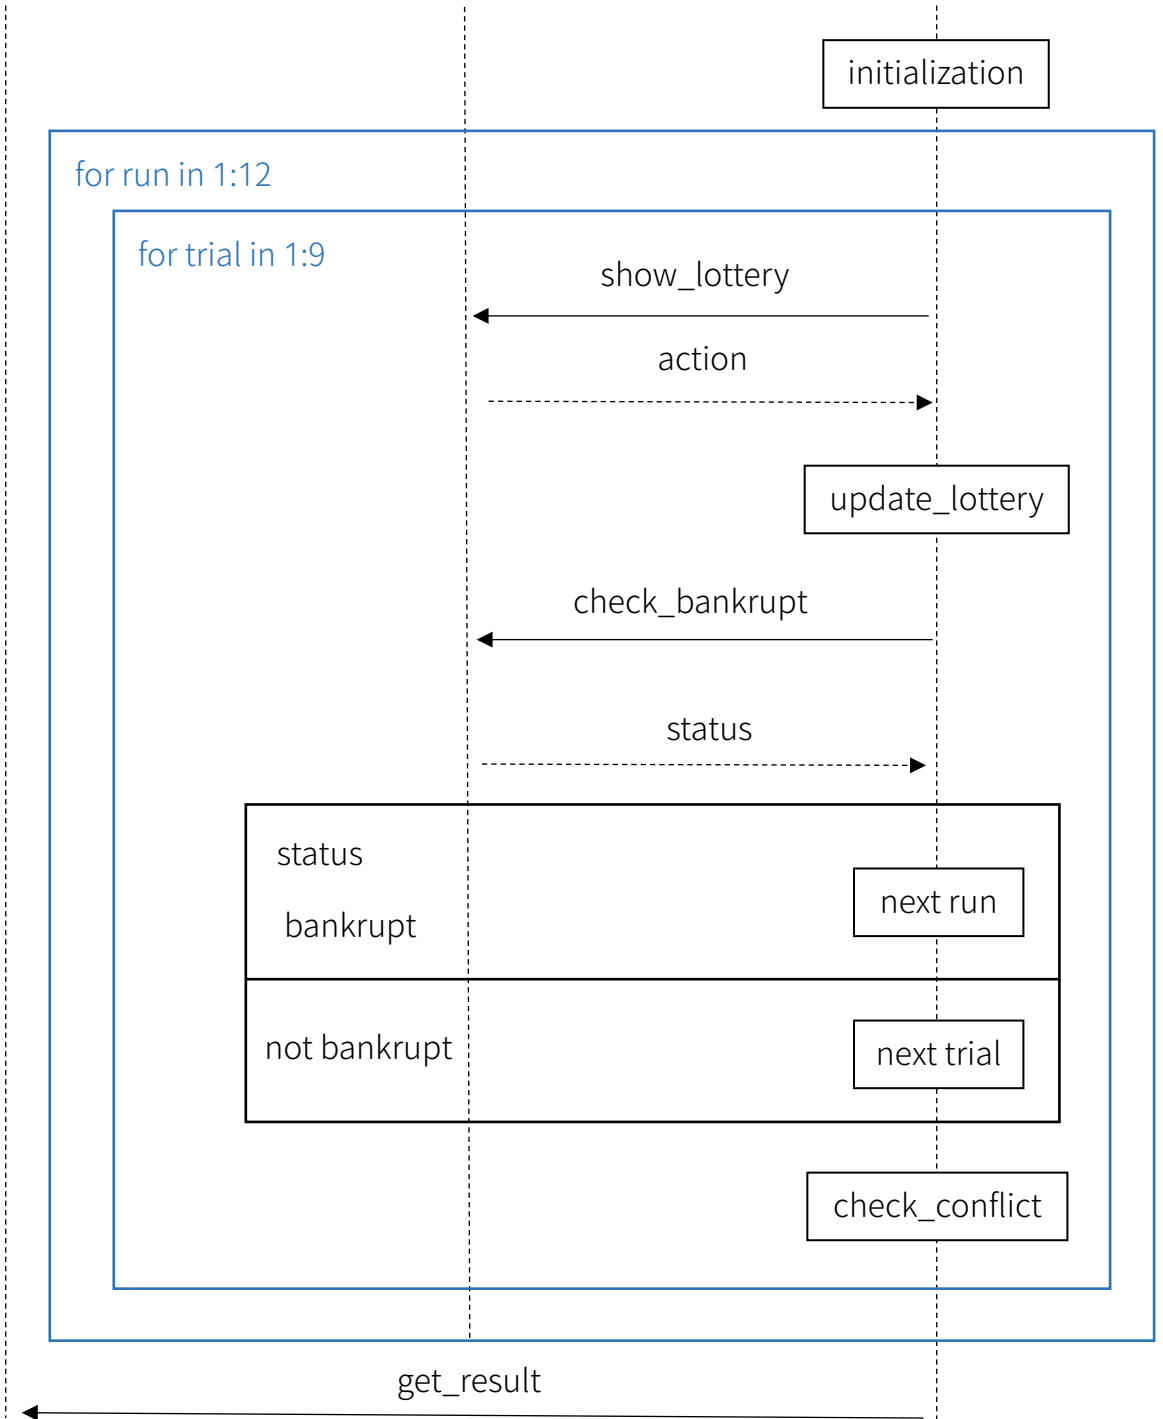 initialization
for run in 1:12
for trial in 1:9
show_lottery
action
update_lottery
check_bankrupt
status
status
bankrupt
next run
not bankrupt
next trial
check_conflict
get_result